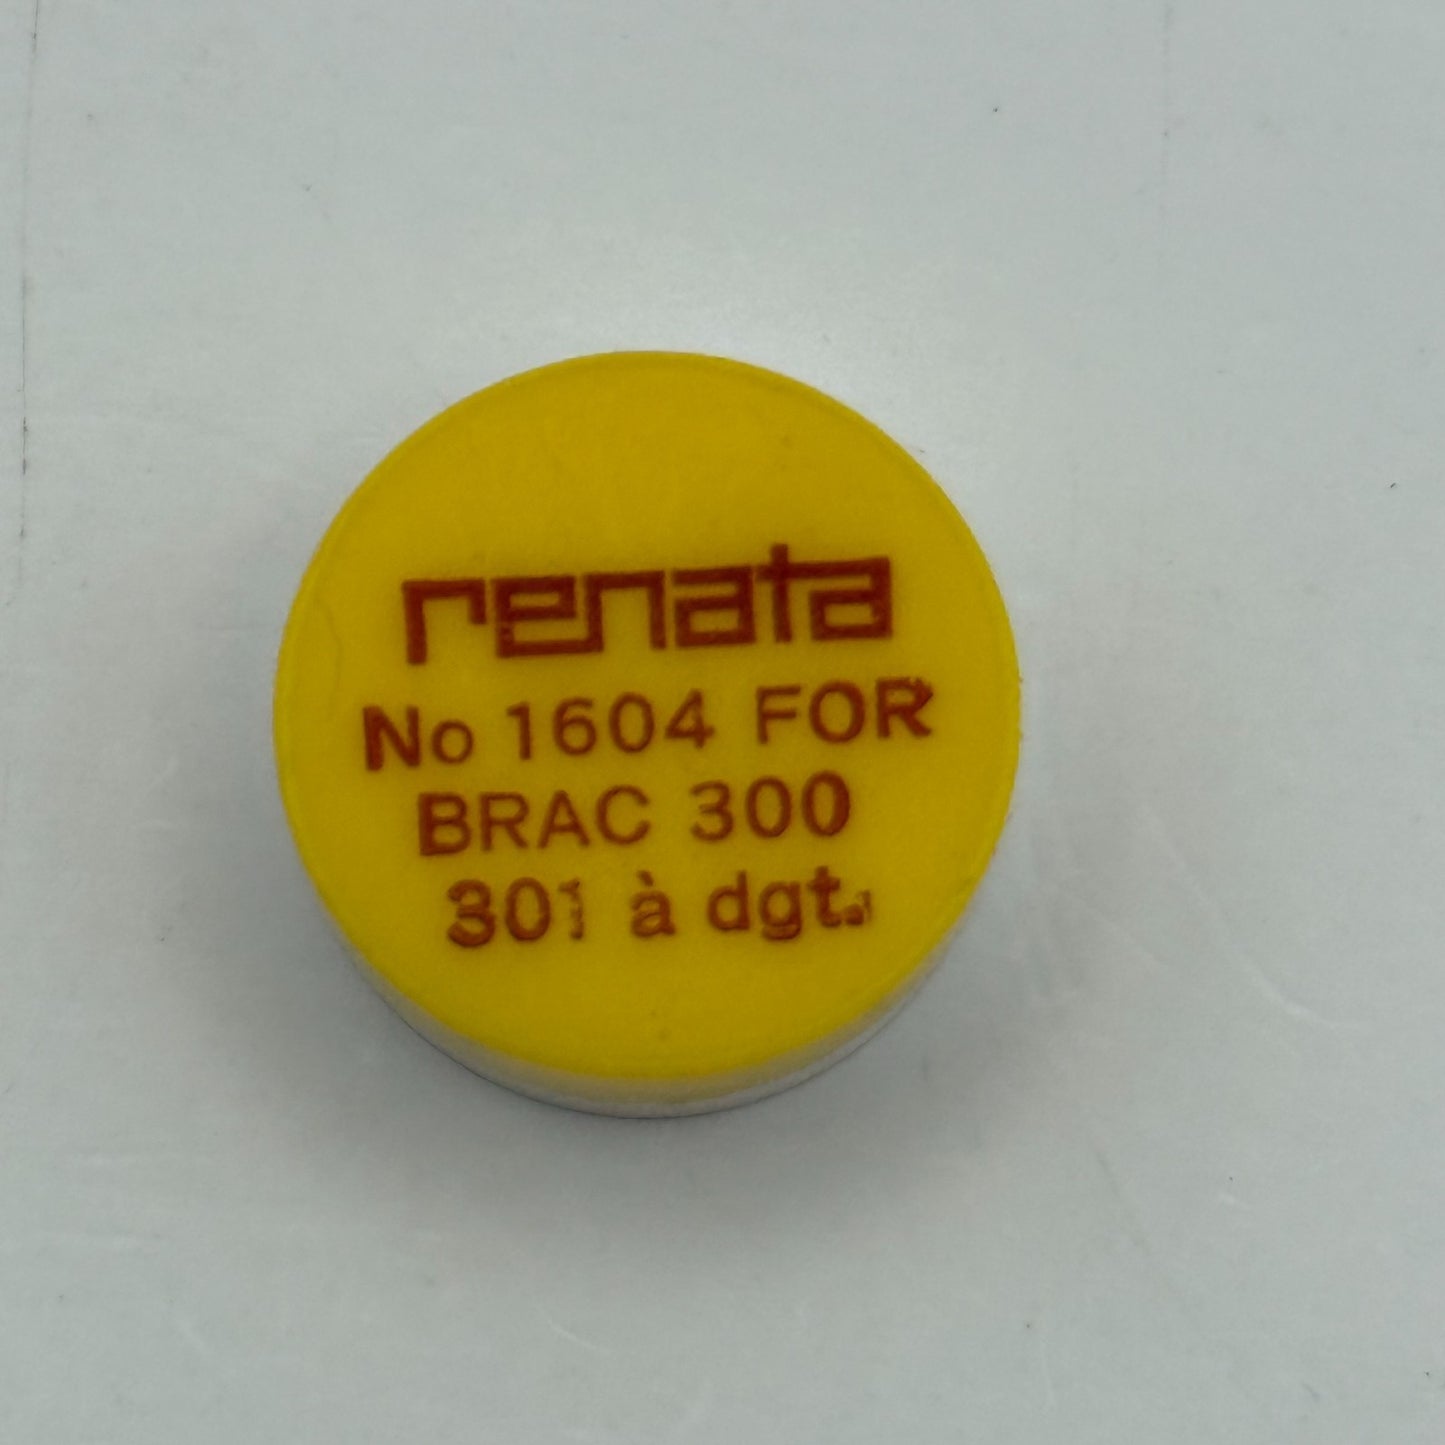 renata
No 1604 FOR
BRAC 300
301 à dgt.